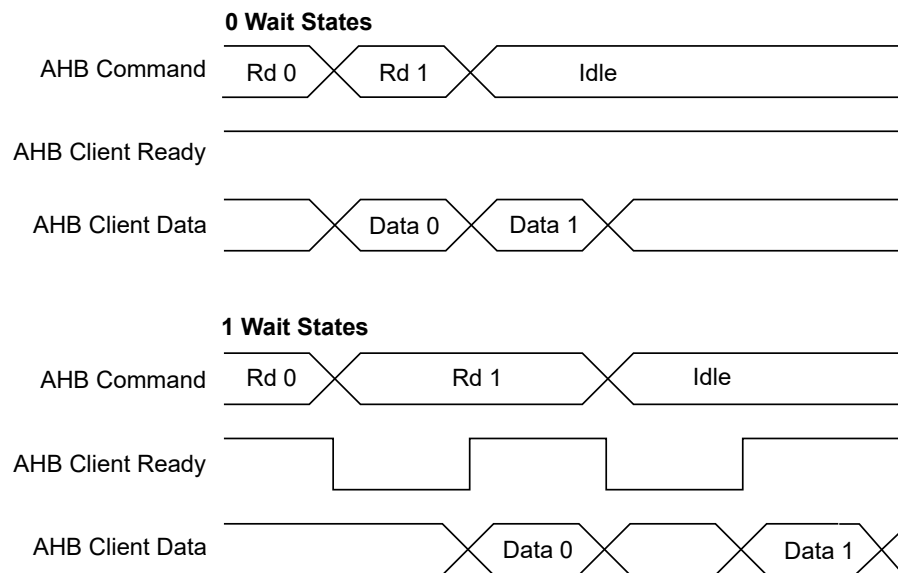 0 Wait States
AHB Command Rd 0 Rd 1 Idle
AHB Client Ready
AHB Client Data Data 0 Data 1
1 Wait States
AHB Command Rd 0 Rd 1 Idle
AHB Client Ready
AHB Client Data Data 0 Data 1